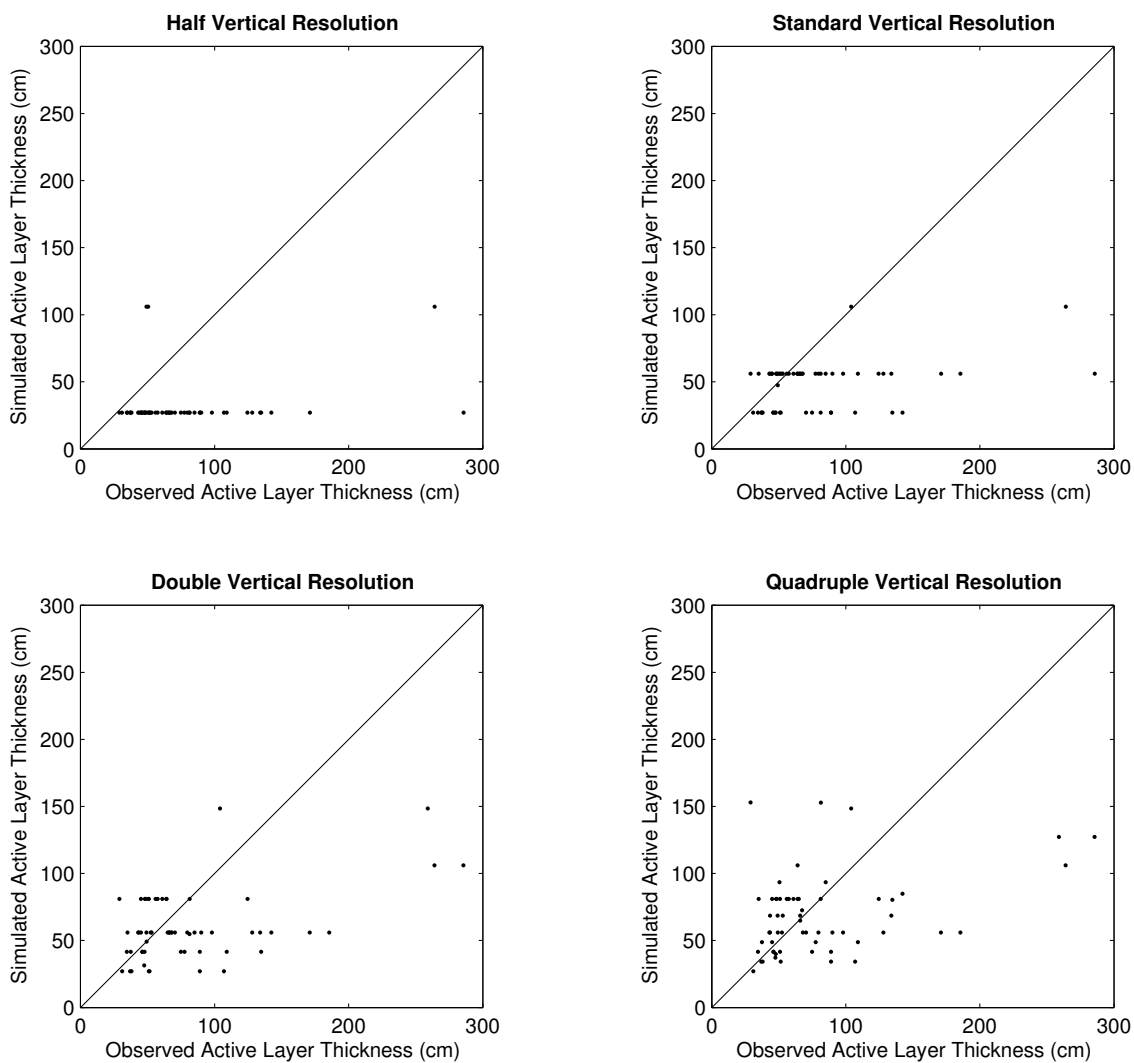 Half Vertical Resolution
300
250
200
150
100
50
0
Simulated Active Layer Thickness (cm)
0 100 200 300
Observed Active Layer Thickness (cm)
Standard Vertical Resolution
300
250
200
150
100
50
0
Simulated Active Layer Thickness (cm)
0 100 200 300
Observed Active Layer Thickness (cm)
Double Vertical Resolution
300
250
200
150
100
50
0
Simulated Active Layer Thickness (cm)
0 100 200 300
Observed Active Layer Thickness (cm)
Quadruple Vertical Resolution
300
250
200
150
100
50
0
Simulated Active Layer Thickness (cm)
0 100 200 300
Observed Active Layer Thickness (cm)